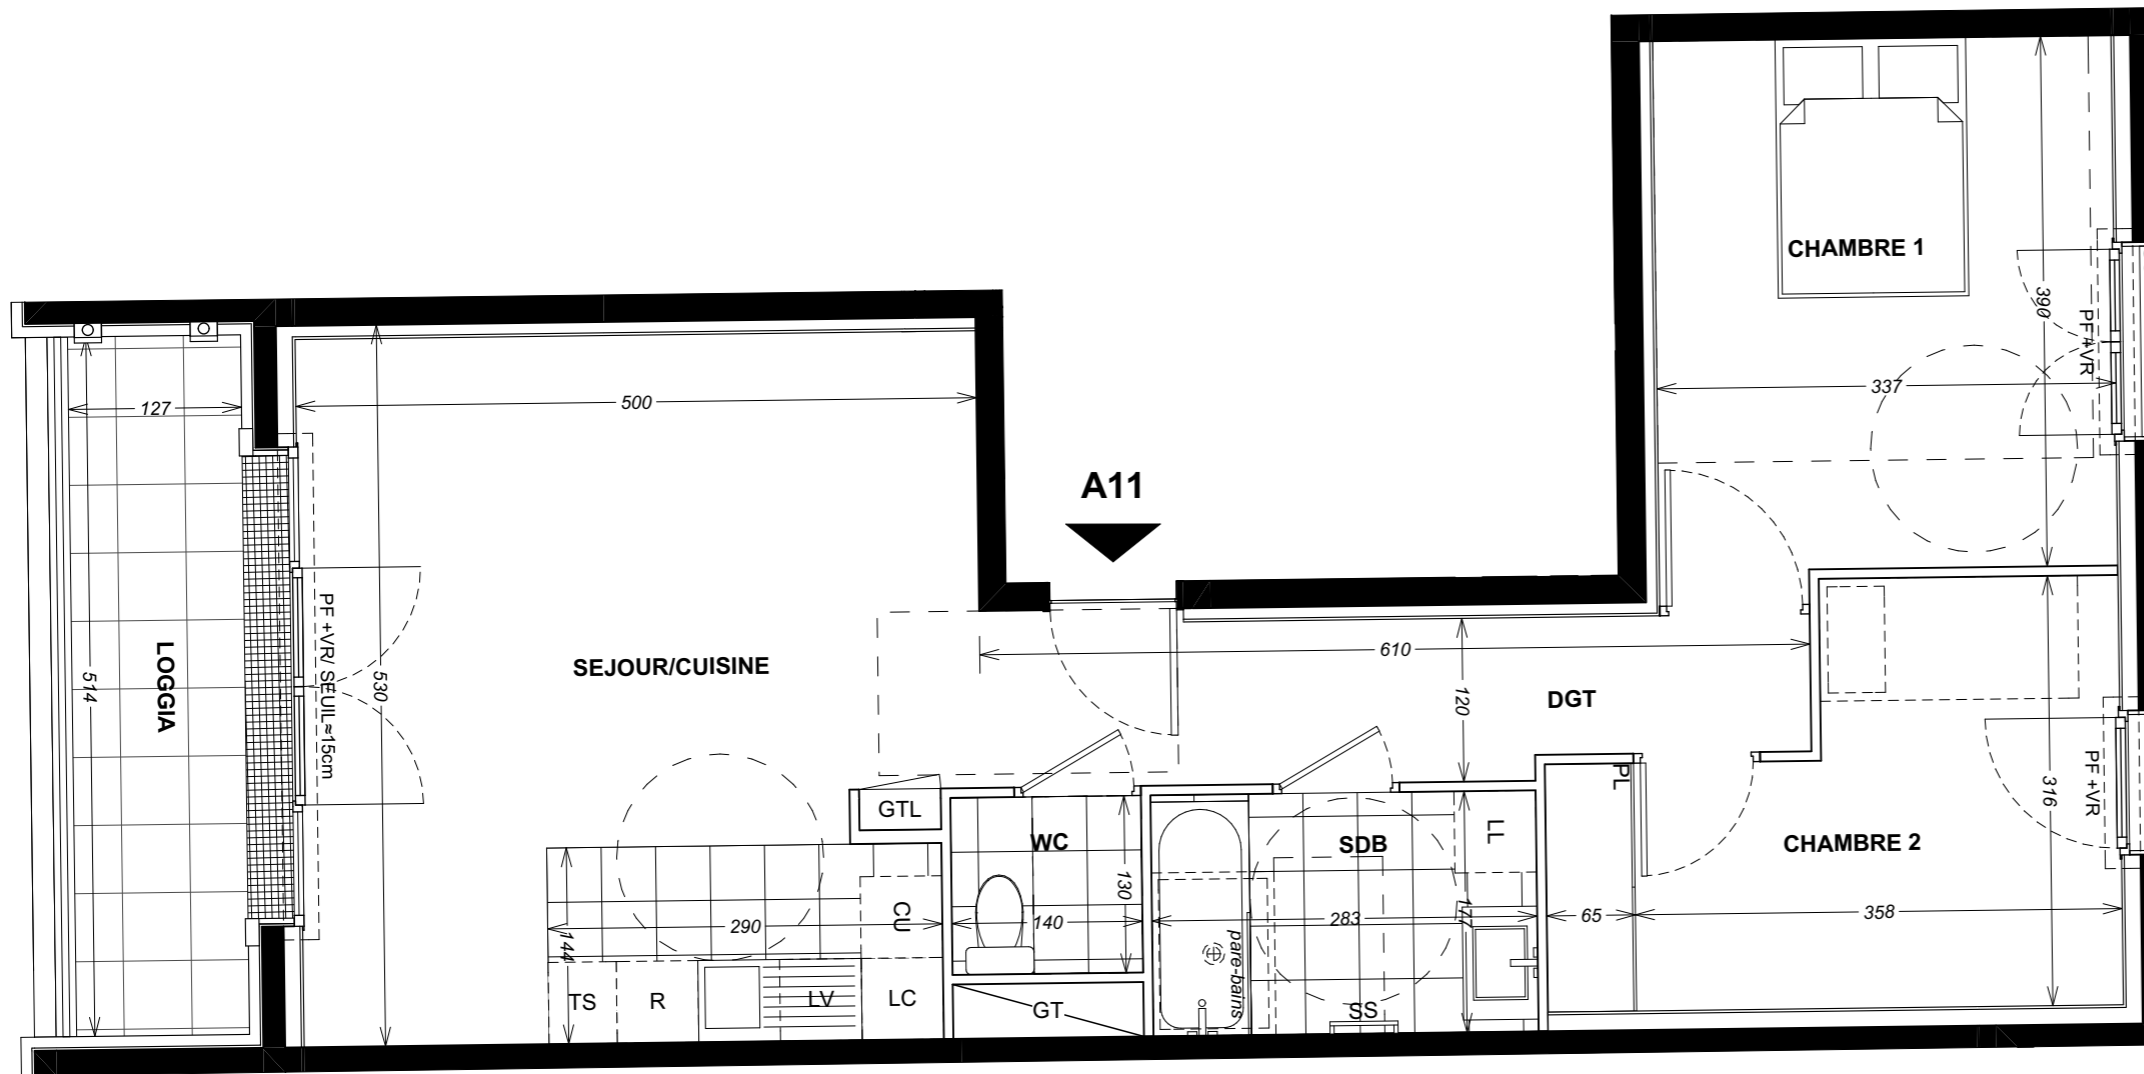 CHAMBRE 1
390
PF +VR
337
127
500
A11
LOGGIA
514
PF +VR/ SEUIL≈15cm
530
SEJOUR/CUISINE
610
120
DGT
PL
316
PF +VR
CHAMBRE 2
GTL
WC
130
SDB
LL
CU
290
144
140
283
177
65
358
pare-bains
TS
R
LV
LC
GT
SS